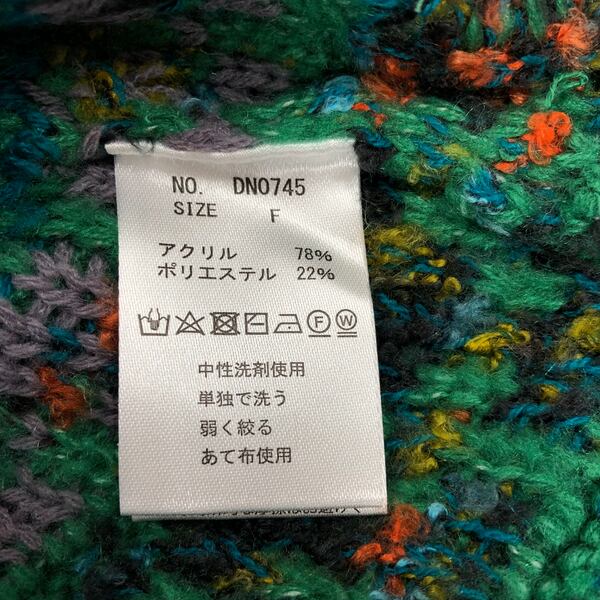 NO. DN0745
SIZE F
アクリル 78%
ポリエステル 22%
F W
中性洗剤使用
単独で洗う
弱く絞る
あて布使用